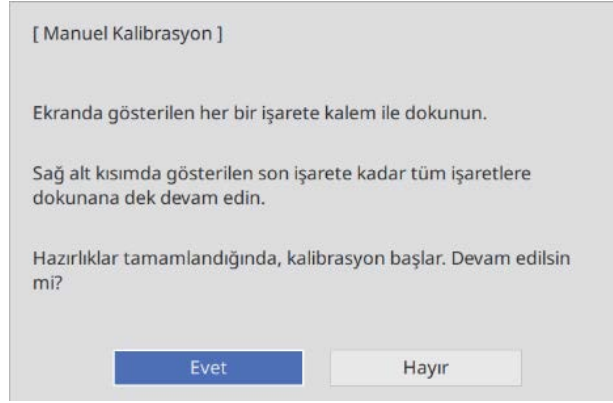 [ Manuel Kalibrasyon ]
Ekranda gösterilen her bir işarete kalem ile dokunun.
Sağ alt kısımda gösterilen son işarete kadar tüm işaretlere
dokunana dek devam edin.
Hazırlıklar tamamlandığında, kalibrasyon başlar. Devam edilsin
mi?
Evet
Hayır